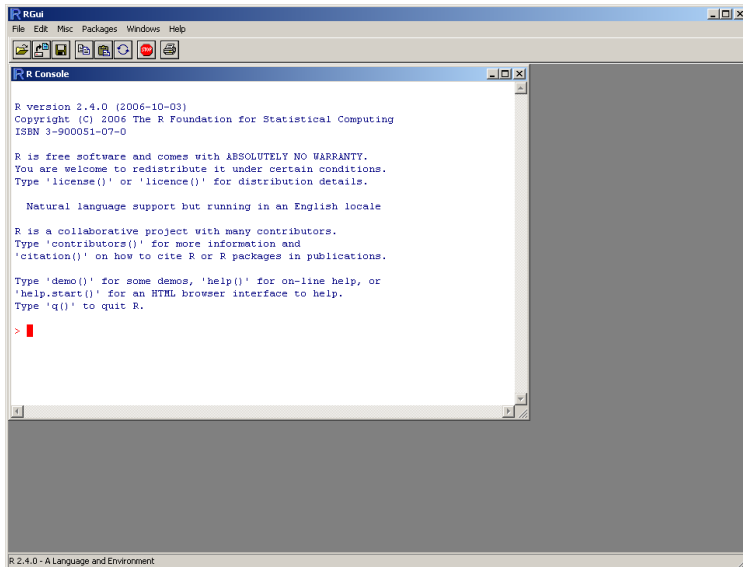 RGui
File Edit Misc Packages Windows Help
STOP
R Console
R version 2.4.0 (2006-10-03)
Copyright (C) 2006 The R Foundation for Statistical Computing
ISBN 3-900051-07-0
R is free software and comes with ABSOLUTELY NO WARRANTY.
You are welcome to redistribute it under certain conditions.
Type 'license()' or 'licence()' for distribution details.
Natural language support but running in an English locale
R is a collaborative project with many contributors.
Type 'contributors()' for more information and
'citation()' on how to cite R or R packages in publications.
Type 'demo()' for some demos, 'help()' for on-line help, or
'help.start()' for an HTML browser interface to help.
Type 'q()' to quit R.
>
R 2.4.0 - A Language and Environment